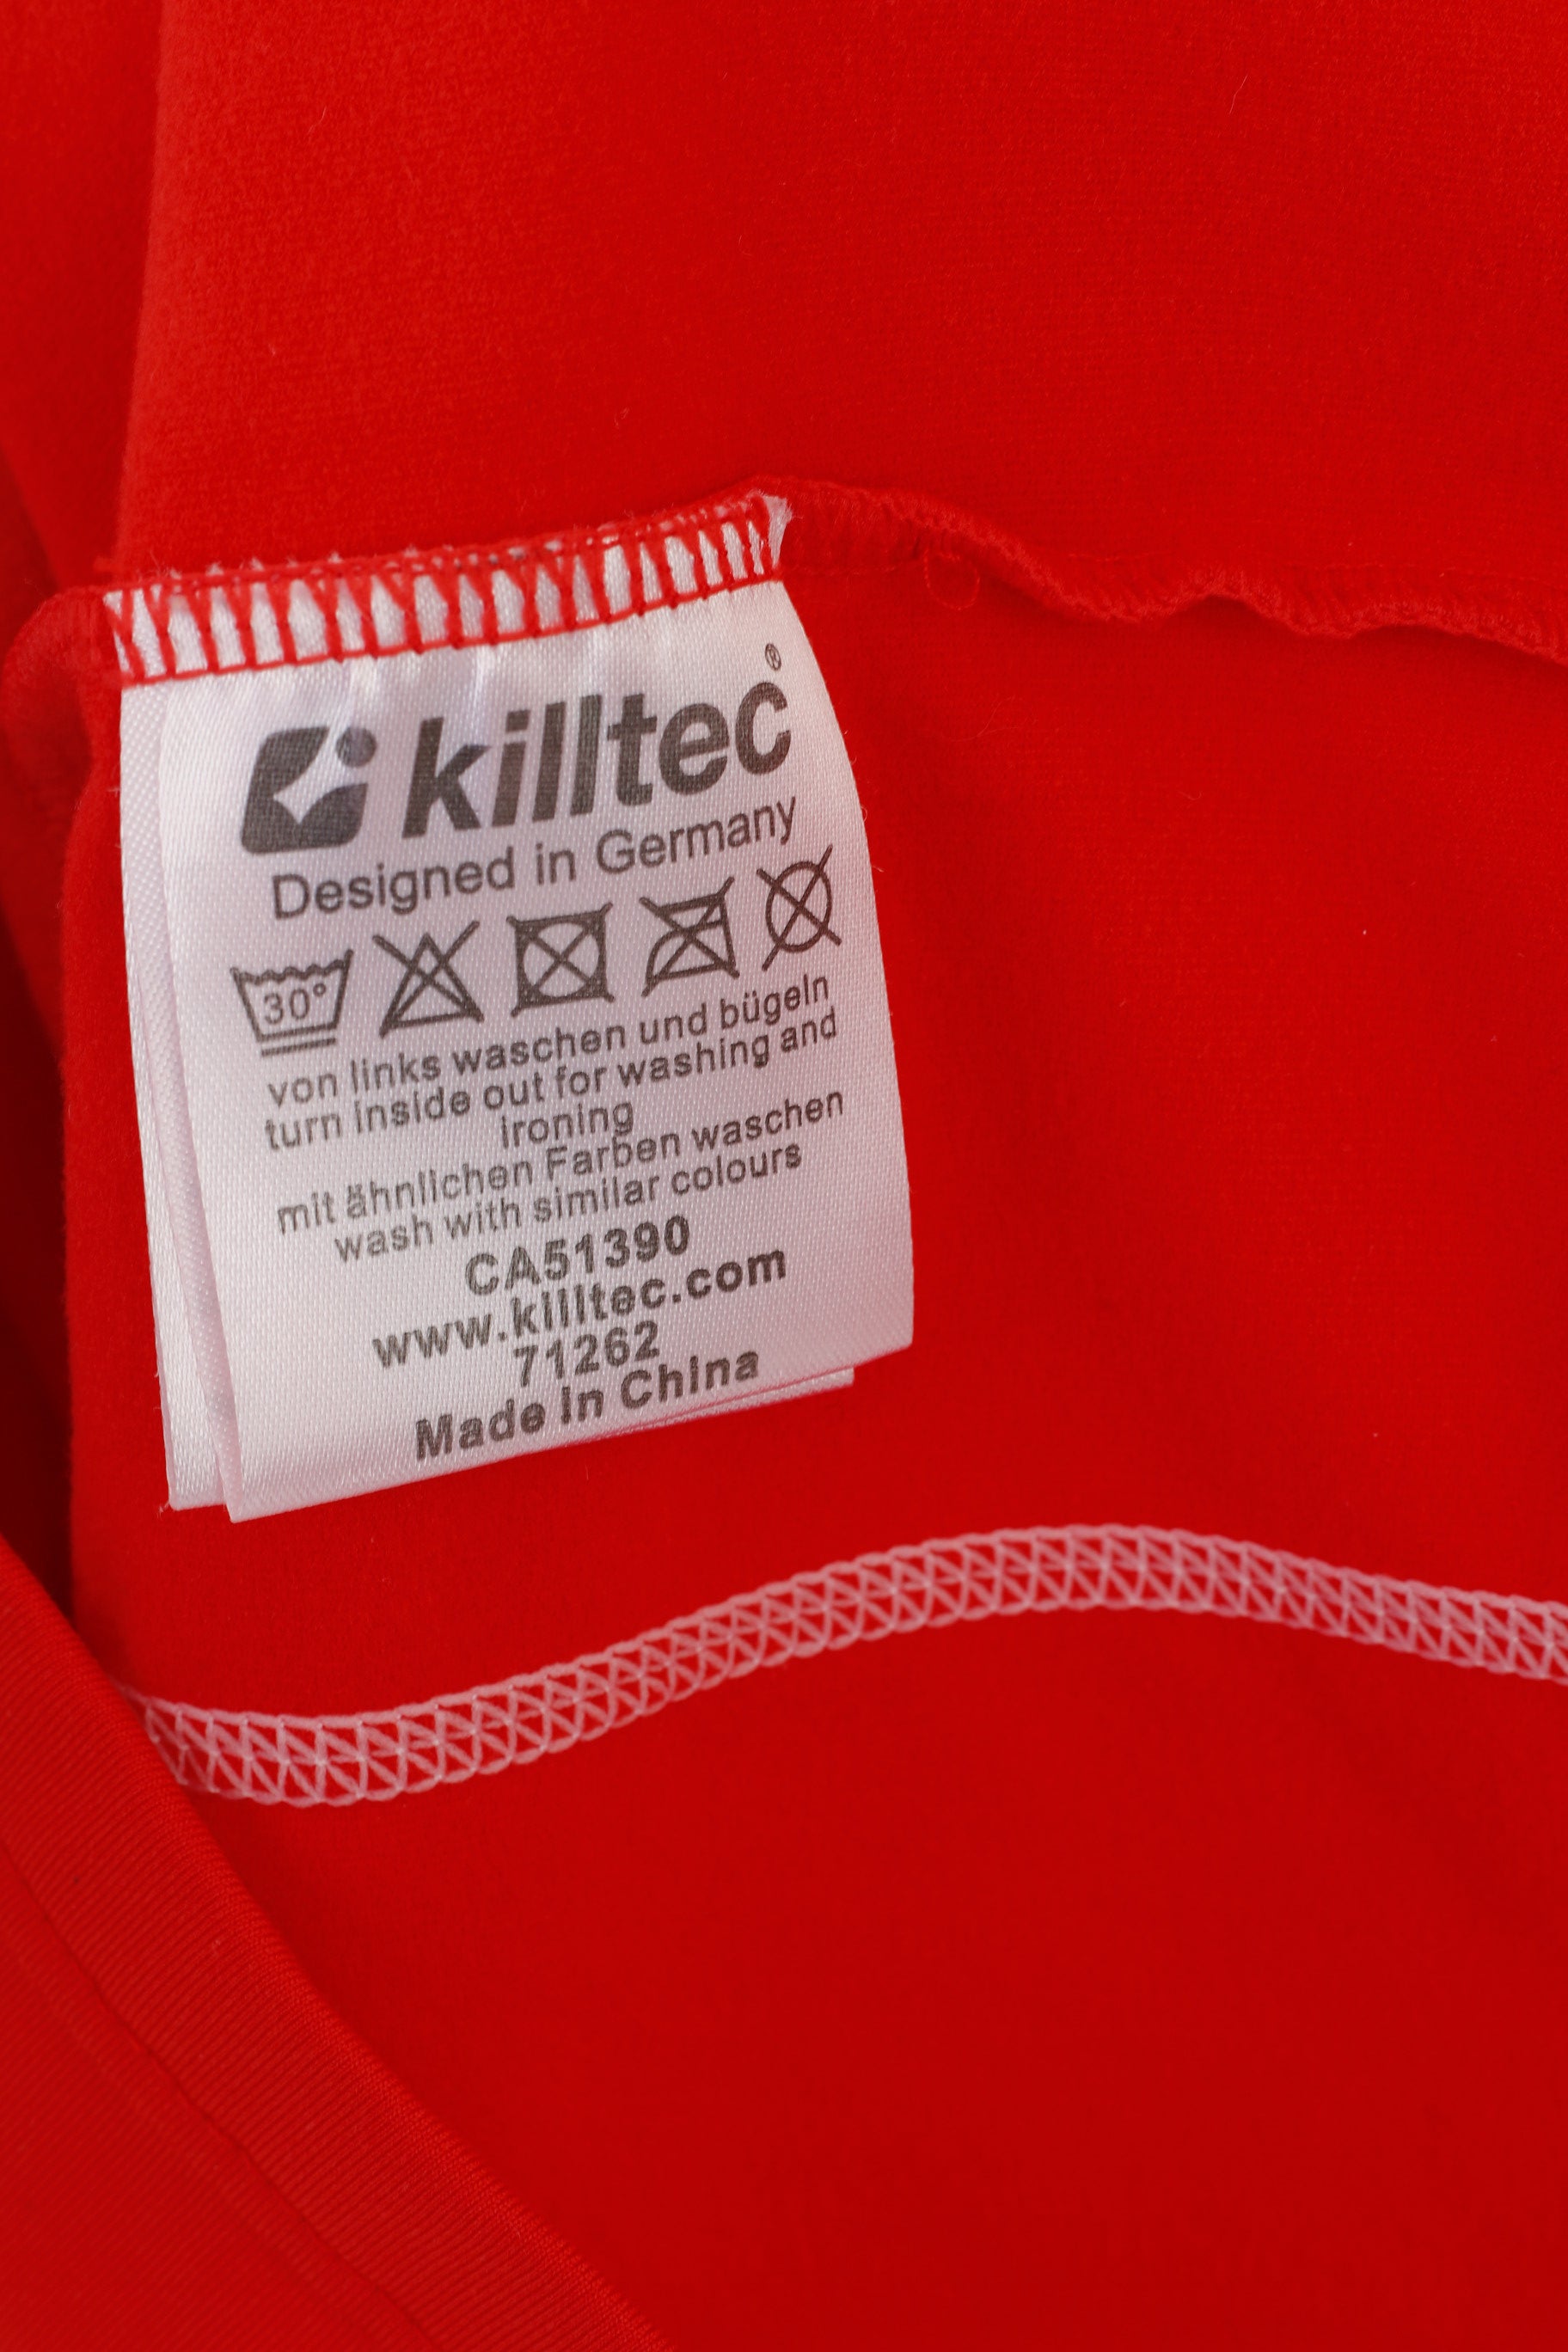 killtec®
Designed in Germany
30°
von links waschen und bügeln
turn inside out for washing and
ironing
mit ähnlichen Farben waschen
wash with similar colours
CA51390
www.killtec.com
71262
Made in China